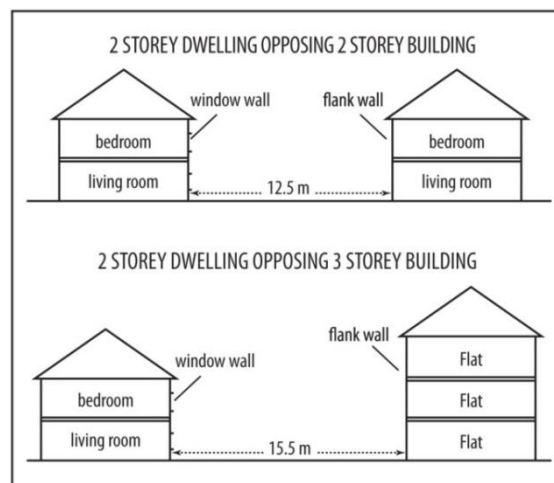 2 STOREY DWELLING OPPOSING 2 STOREY BUILDING
window wall
flank wall
bedroom
bedroom
living room
living room
12.5 m
2 STOREY DWELLING OPPOSING 3 STOREY BUILDING
flank wall
window wall
Flat
bedroom
Flat
living room
Flat
15.5 m